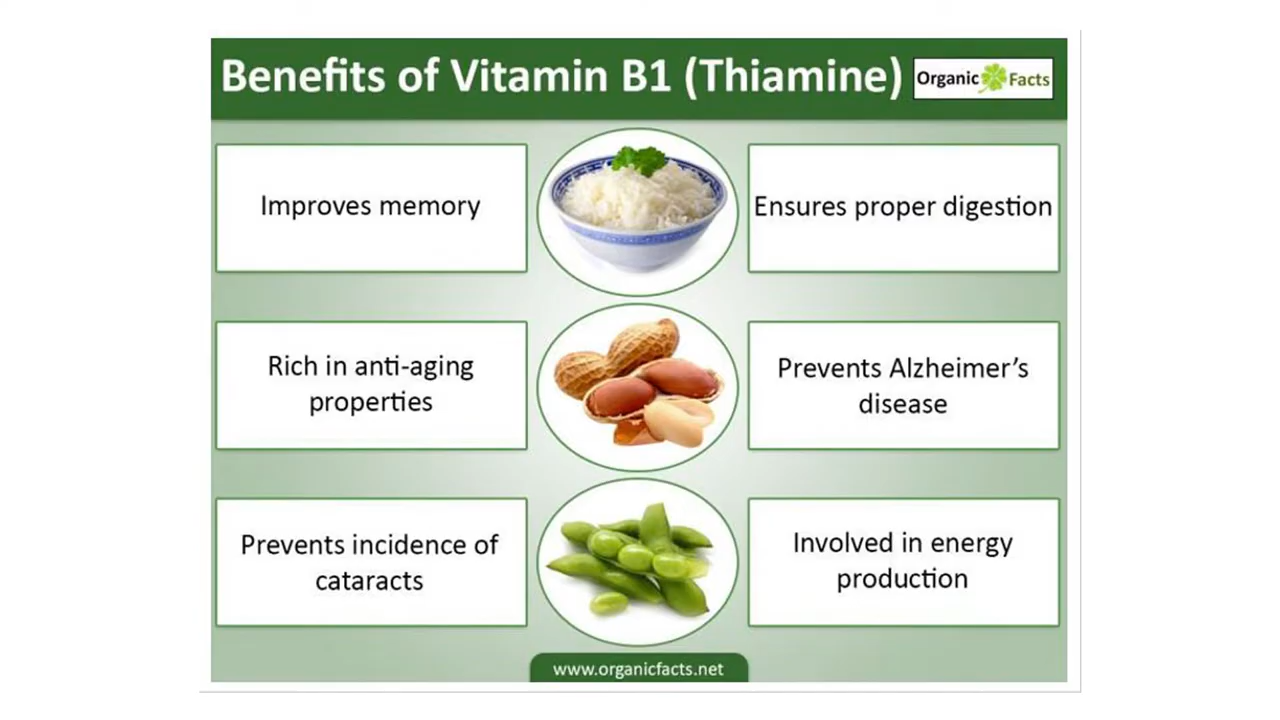 Benefits of Vitamin B1 (Thiamine)
Organic Facts
Improves memory
Ensures proper digestion
Rich in anti-aging
properties
Prevents Alzheimer’s
disease
Prevents incidence of
cataracts
Involved in energy
production
www.organicfacts.net